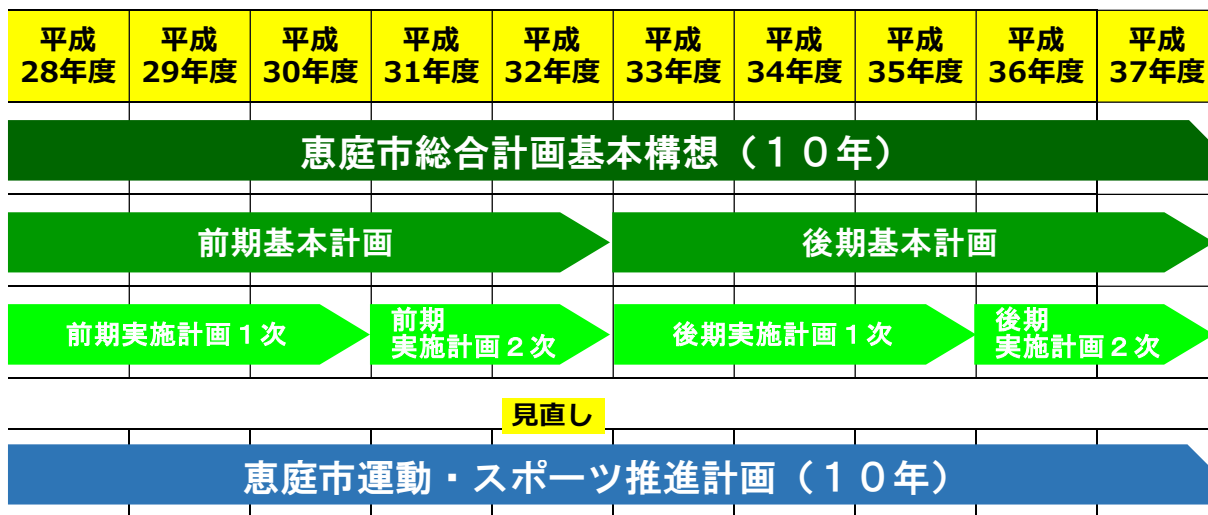 平成
28年度
平成
29年度
平成
30年度
平成
31年度
平成
32年度
平成
33年度
平成
34年度
平成
35年度
平成
36年度
平成
37年度
恵庭市総合計画基本構想（１０年）
前期基本計画
後期基本計画
前期実施計画１次
前期
実施計画２次
後期実施計画１次
後期
実施計画２次
見直し
恵庭市運動・スポーツ推進計画（１０年）